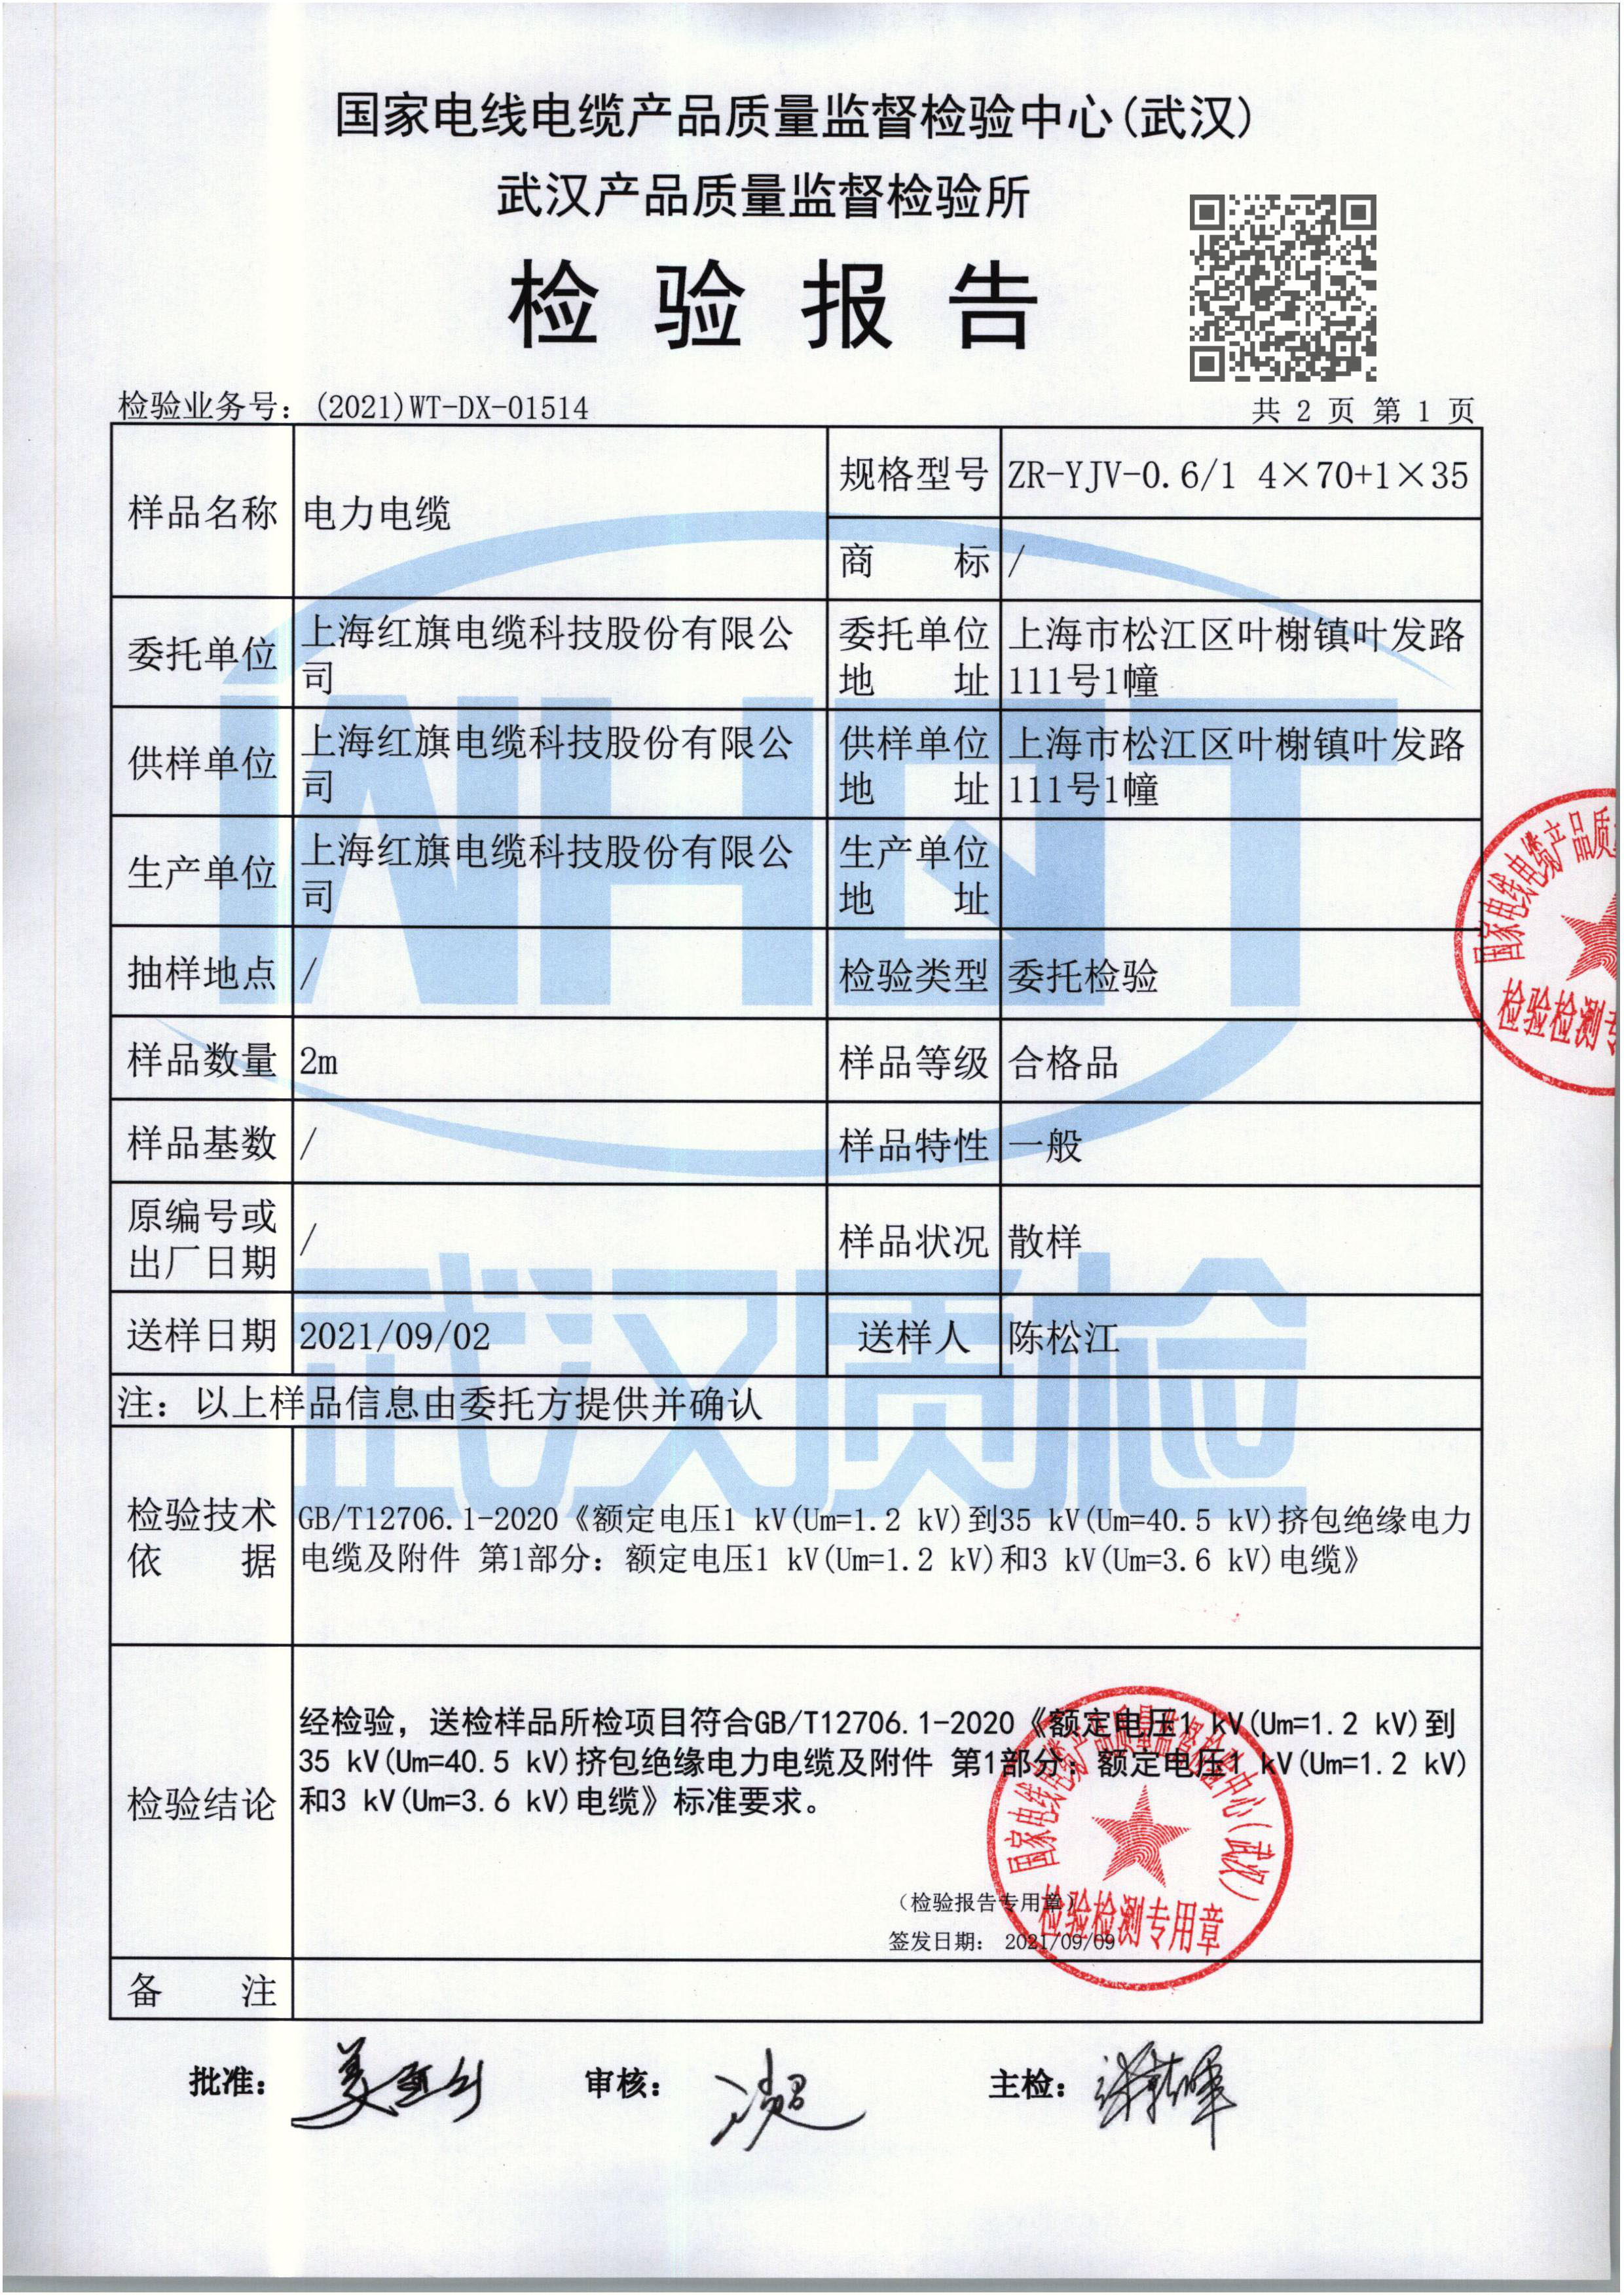 国家电线电缆产品质量监督检验中心(武汉)
武汉产品质量监督检验所
检验报告
检验业务号：(2021)WT-DX-01514
共 2 页 第 1 页
样品名称 电力电缆
规格型号 ZR-YJV-0.6/1 4×70+1×35
商标 /
委托单位 上海红旗电缆科技股份有限公
司
委托单位 上海市松江区叶榭镇叶发路
地址 111号1幢
供样单位 上海红旗电缆科技股份有限公
司
供样单位 上海市松江区叶榭镇叶发路
地址 111号1幢
生产单位 上海红旗电缆科技股份有限公
司
生产单位
地址
抽样地点 / 检验类型 委托检验
样品数量 2m 样品等级 合格品
样品基数 / 样品特性 一般
原编号或
出厂日期 / 样品状况 散样
送样日期 2021/09/02 送样人 陈松江
注：以上样品信息由委托方提供并确认
检验技术
依据
GB/T12706.1-2020《额定电压1 kV(Um=1.2 kV)到35 kV(Um=40.5 kV)挤包绝缘电力
电缆及附件 第1部分：额定电压1 kV(Um=1.2 kV)和3 kV(Um=3.6 kV)电缆》
检验结论
经检验，送检样品所检项目符合GB/T12706.1-2020《额定电压1 kV(Um=1.2 kV)到
35 kV(Um=40.5 kV)挤包绝缘电力电缆及附件 第1部分：额定电压1 kV(Um=1.2 kV)
和3 kV(Um=3.6 kV)电缆》标准要求。
（检验报告专用章）
签发日期： 2021/09/09
国家电线电缆产品质量监督检验中心(武汉)
检验检测专用章
备注
批准： 审核： 主检：
国家电线电缆产品质
检验检测专
WHQT
武汉质检